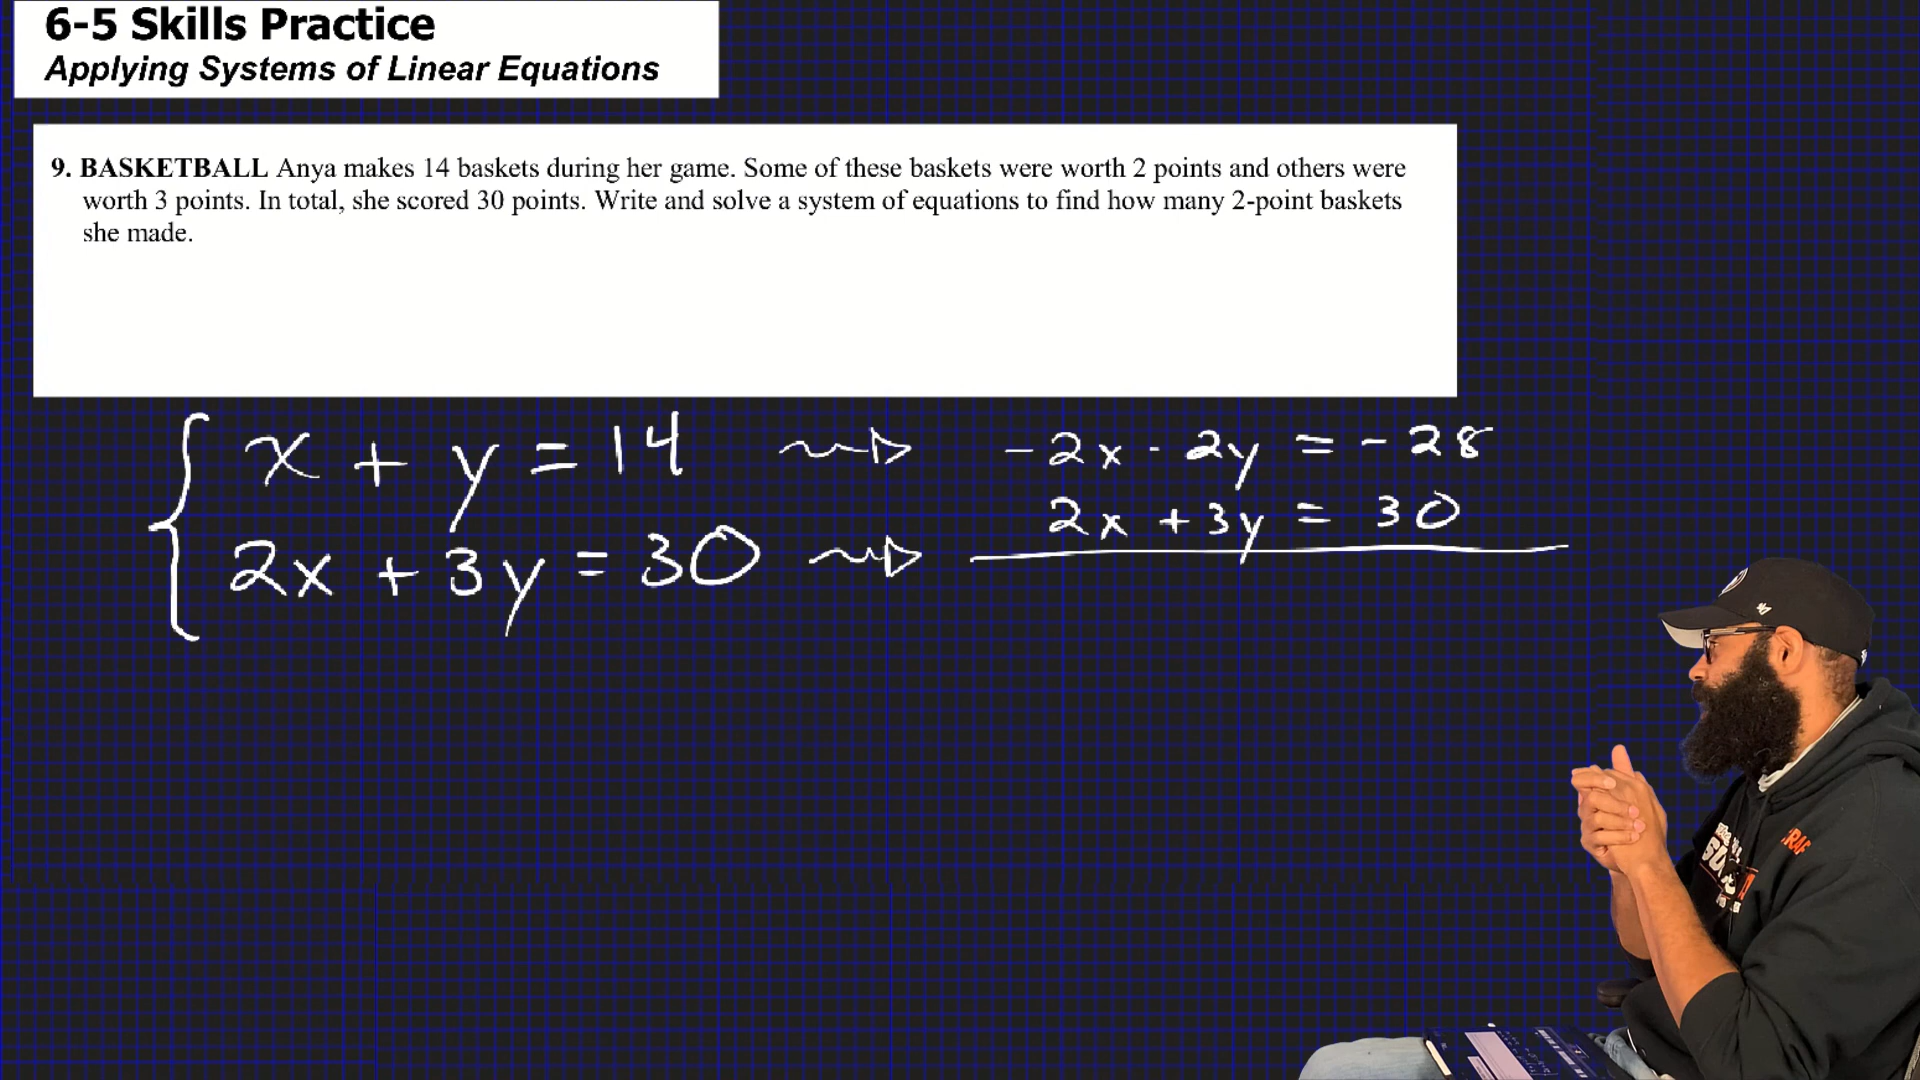 6-5 Skills Practice
Applying Systems of Linear Equations
9. BASKETBALL Anya makes 14 baskets during her game. Some of these baskets were worth 2 points and others were
worth 3 points. In total, she scored 30 points. Write and solve a system of equations to find how many 2-point baskets
she made.
x + y = 14
-2x - 2y = -28
2x + 3y = 30
2x + 3y = 30